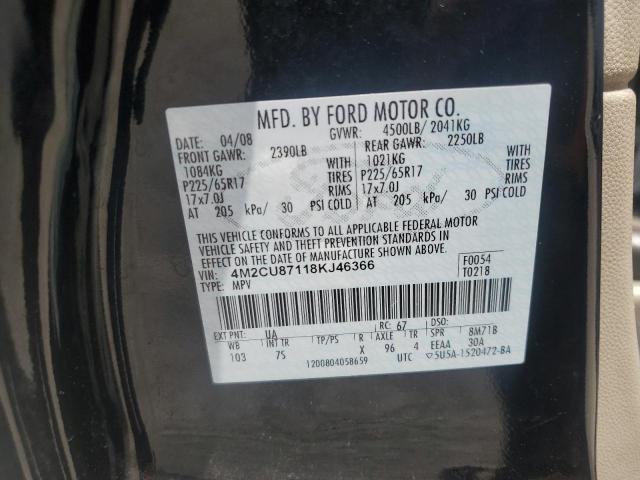 MFD. BY FORD MOTOR CO.
DATE: 04/08 GVWR: 4500LB/ 2041KG
FRONT GAWR: 2390LB REAR GAWR: 2250LB
1084KG WITH 1021KG WITH
P225/65R17 TIRES P225/65R17 TIRES
17x7.0J RIMS 17x7.0J RIMS
AT 205 kPa/ 30 PSI COLD AT 205 kPa/ 30 PSI COLD
THIS VEHICLE CONFORMS TO ALL APPLICABLE FEDERAL MOTOR
VEHICLE SAFETY AND THEFT PREVENTION STANDARDS IN
EFFECT ON THE DATE OF MANUFACTURE SHOWN ABOVE.
VIN: 4M2CU87118KJ46366 F0054
TYPE: MPV T0218
EXT PNT: UA RC: 67 8M71B
WB INT TR TP/PS R AXLE TR SPR
103 75 X 96 4 EEAA 30A
1200804058659 UTC ▽5U5A-1520472-BA